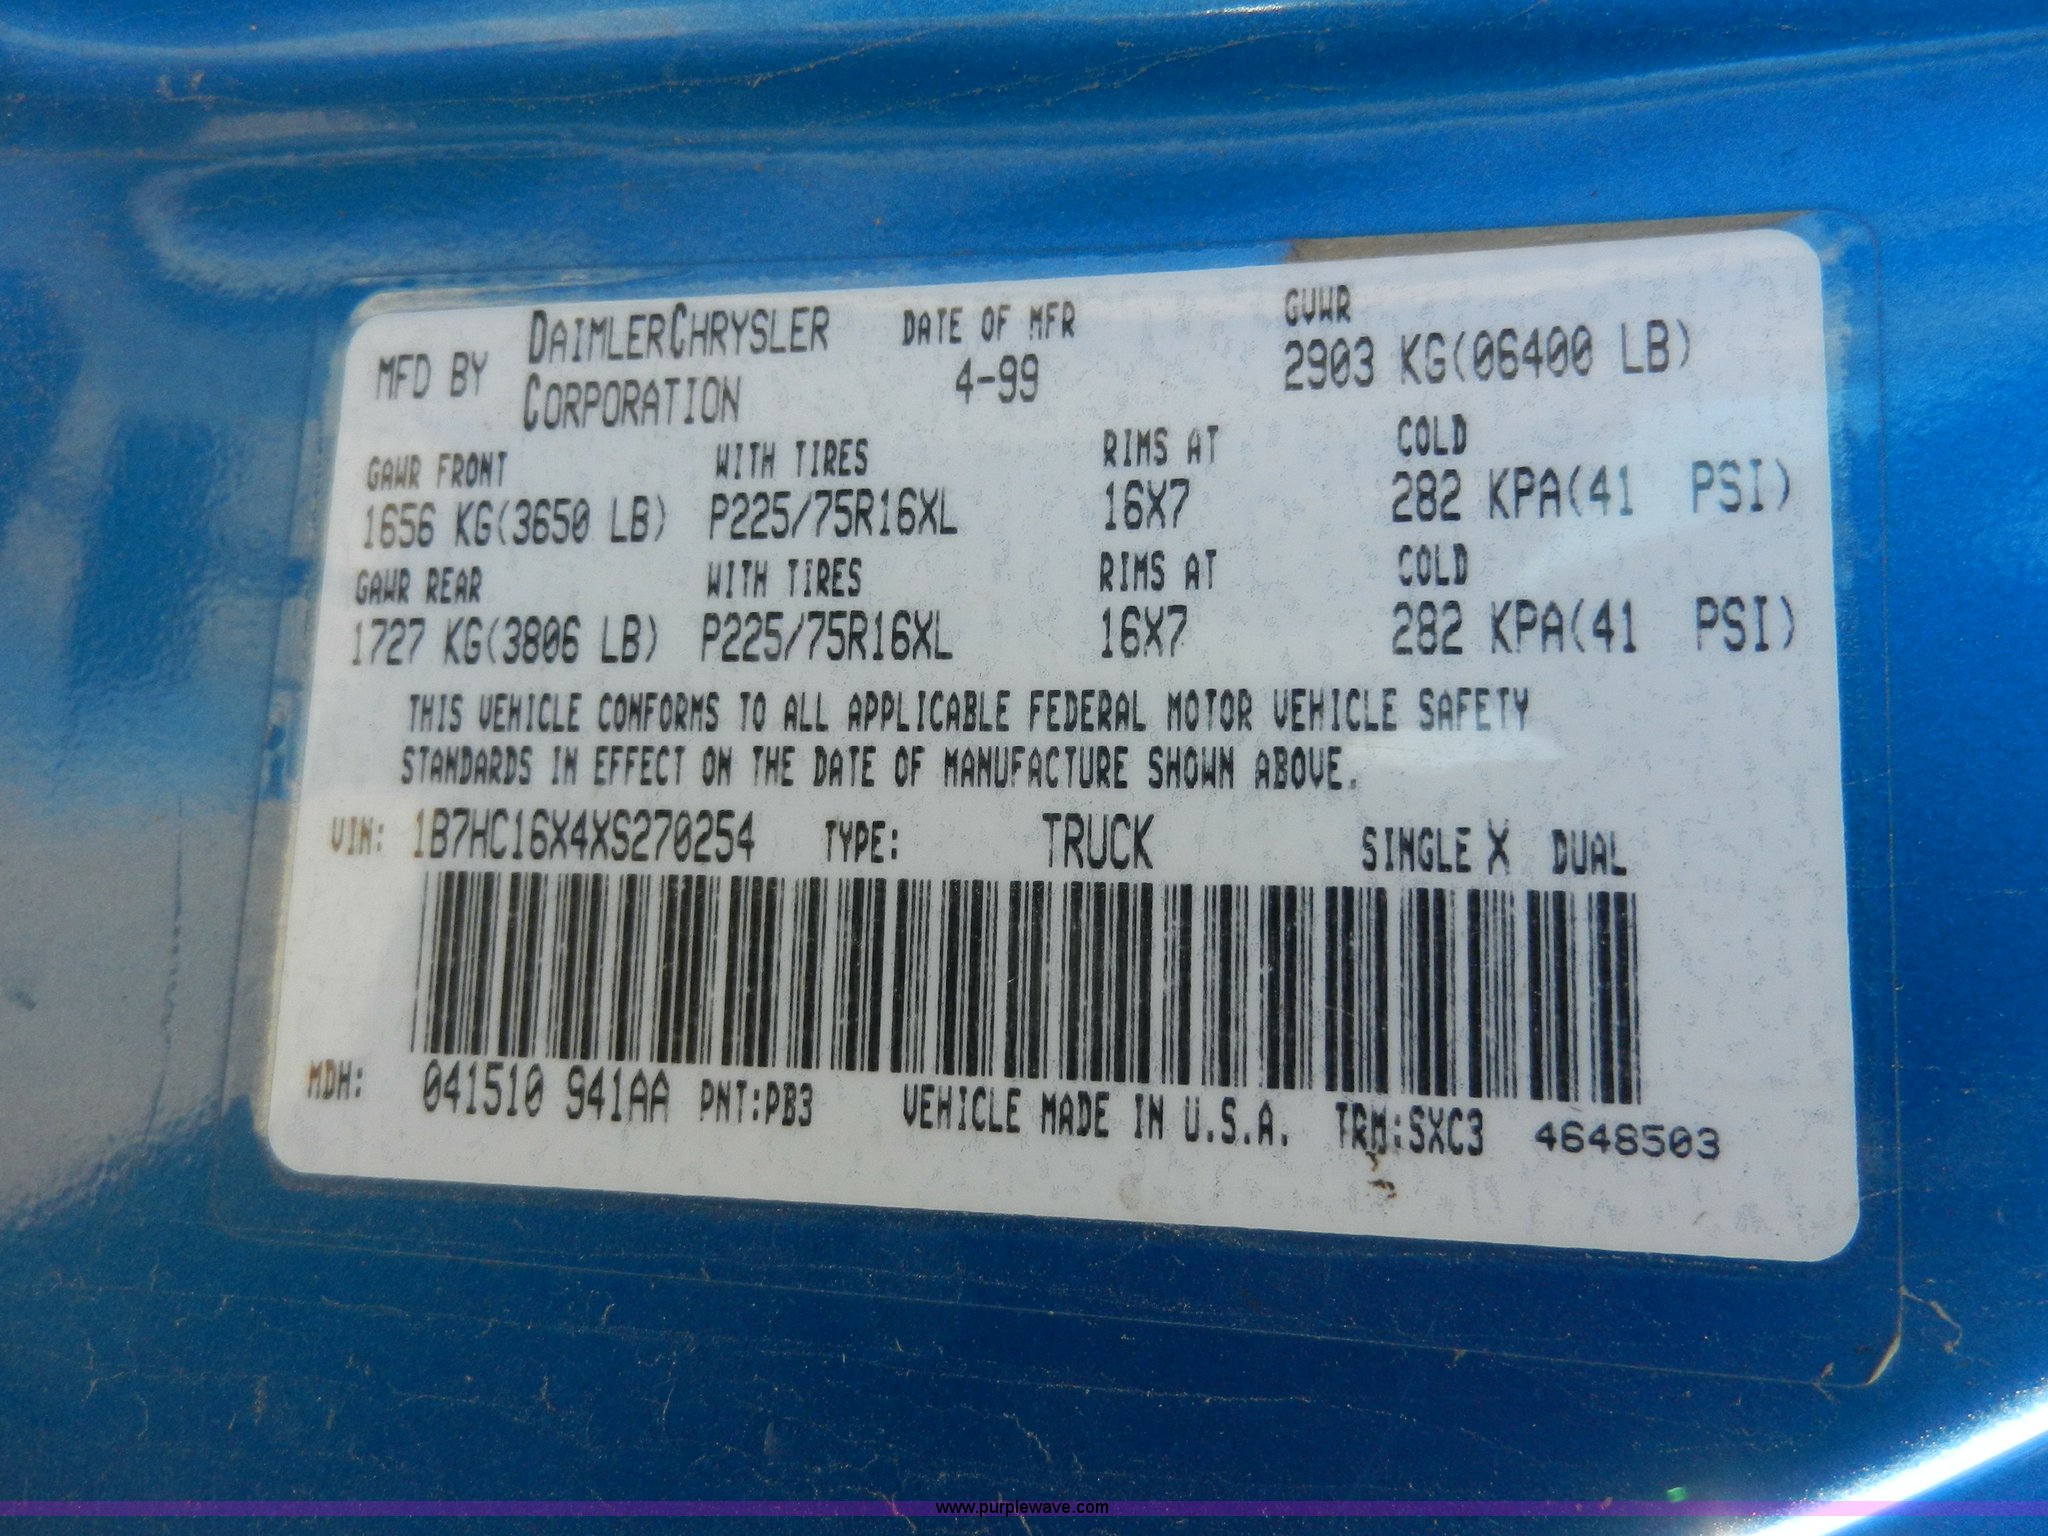 MFD BY DAIMLERCHRYSLER CORPORATION DATE OF MFR 4-99 GVWR 2903 KG(06400 LB)
GAWR FRONT WITH TIRES RIMS AT COLD
1656 KG(3650 LB) P225/75R16XL 16X7 282 KPA(41 PSI)
GAWR REAR WITH TIRES RIMS AT COLD
1727 KG(3806 LB) P225/75R16XL 16X7 282 KPA(41 PSI)
THIS VEHICLE CONFORMS TO ALL APPLICABLE FEDERAL MOTOR VEHICLE SAFETY
STANDARDS IN EFFECT ON THE DATE OF MANUFACTURE SHOWN ABOVE.
VIN: 1B7HC16X4XS270254 TYPE: TRUCK SINGLE X DUAL
MDH: 041510 941AA PNT:PB3 VEHICLE MADE IN U.S.A. TRM:SXC3 4648503
www.purplewave.com